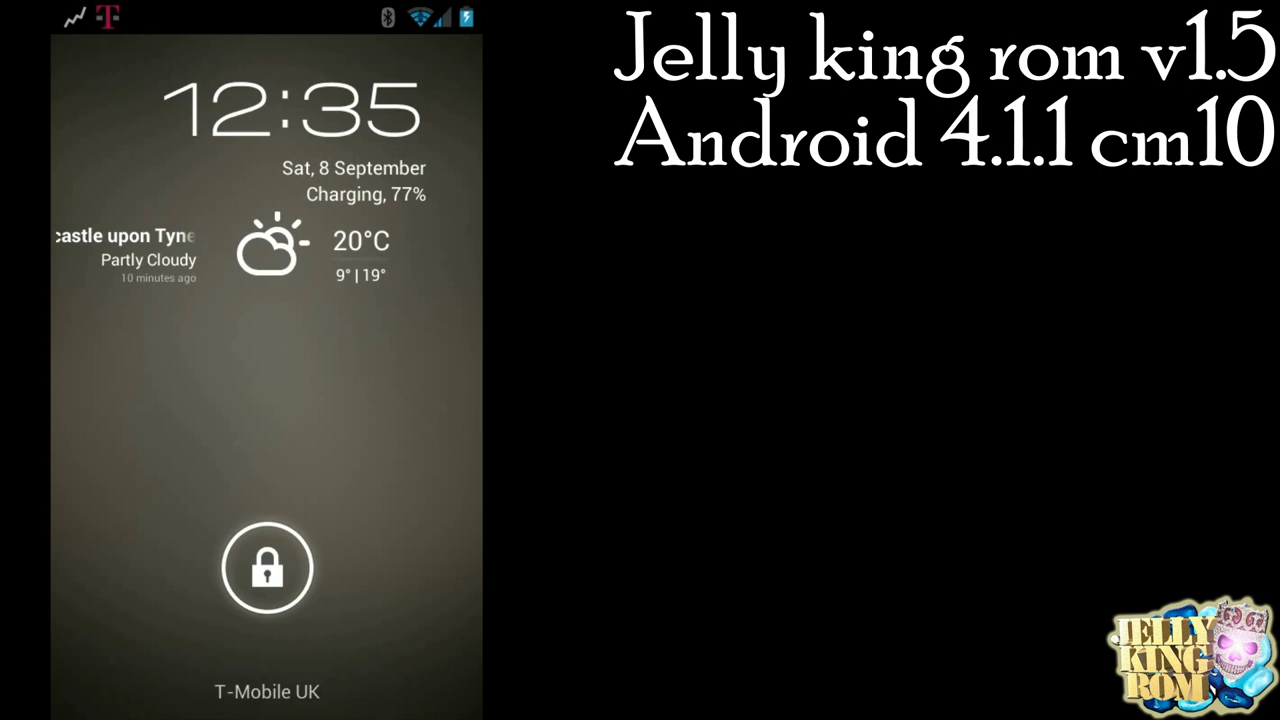 Jelly king rom v1.5
Android 4.1.1 cm10
T
12:35
Sat, 8 September
Charging, 77%
castle upon Tyne
Partly Cloudy
10 minutes ago
20°C
9° | 19°
T-Mobile UK
JELLY
KING
ROM